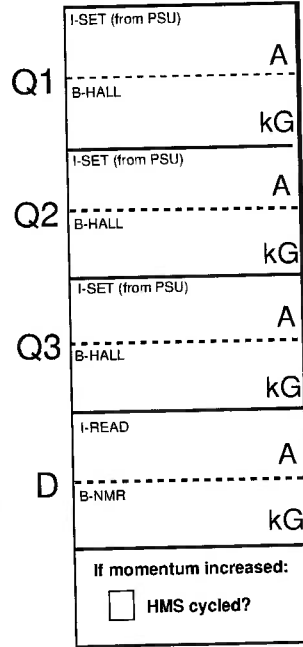 I-SET (from PSU)
Q1
A
B-HALL
kG
I-SET (from PSU)
Q2
A
B-HALL
kG
I-SET (from PSU)
Q3
A
B-HALL
kG
I-READ
D
A
B-NMR
kG
If momentum increased:
HMS cycled?